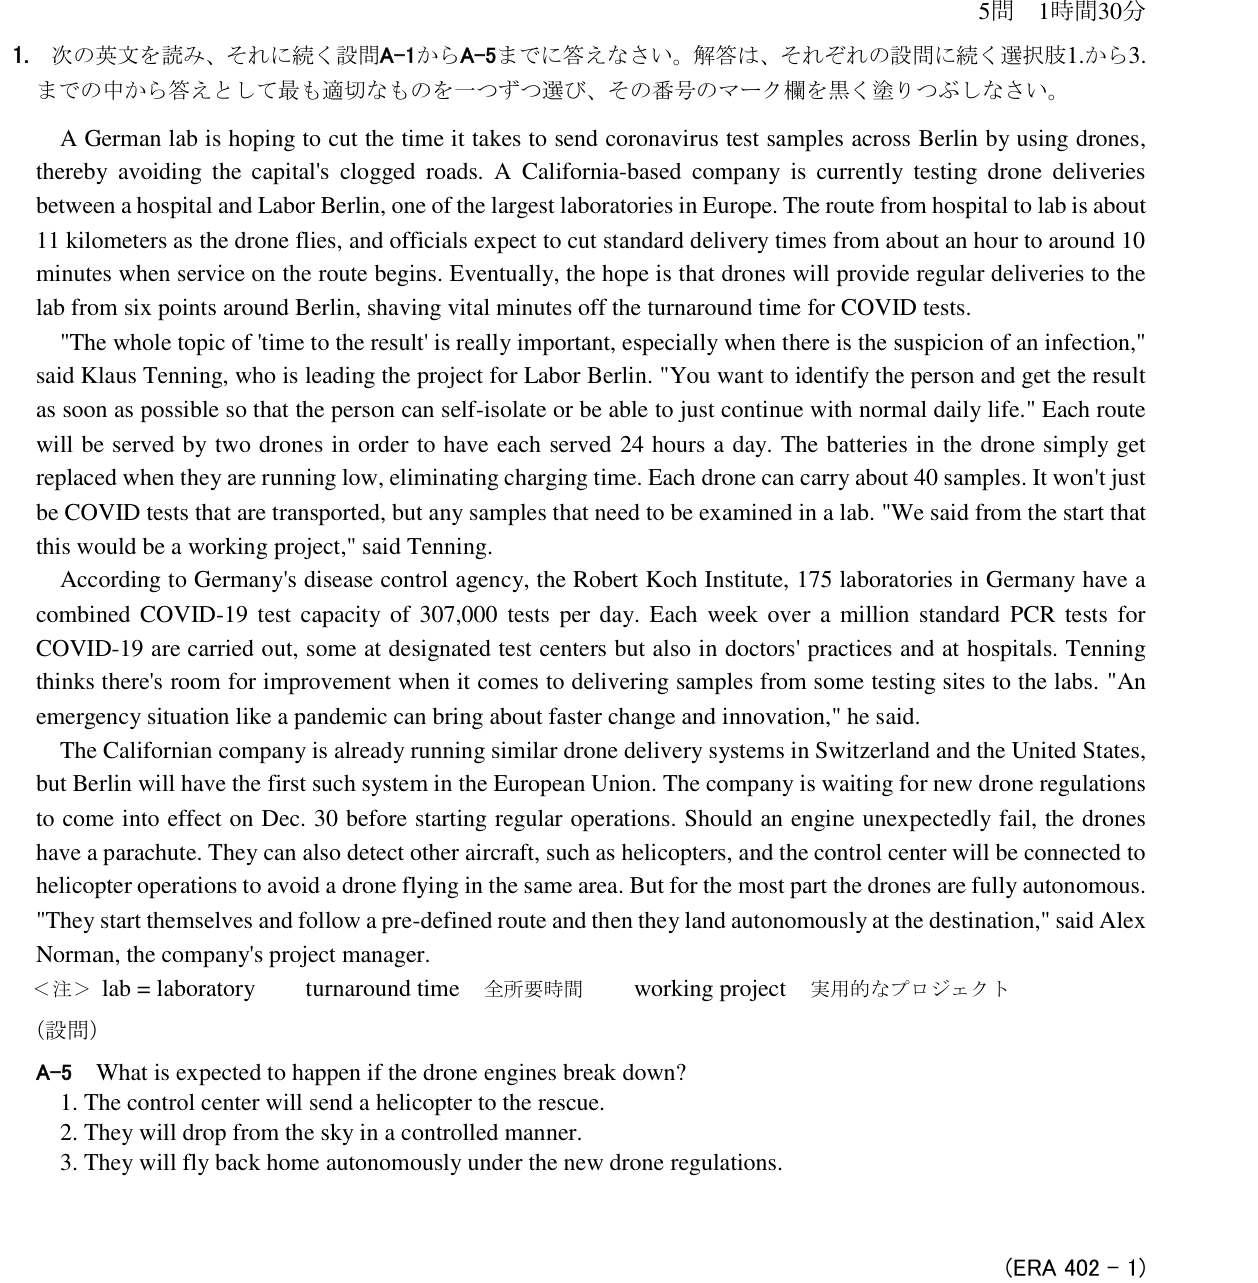 5問　1時間30分
1.　次の英文を読み、それに続く設問A−1からA−5までに答えなさい。解答は、それぞれの設問に続く選択肢1.から3.
までの中から答えとして最も適切なものを一つずつ選び、その番号のマーク欄を黒く塗りつぶしなさい。
A German lab is hoping to cut the time it takes to send coronavirus test samples across Berlin by using drones,
thereby avoiding the capital's clogged roads. A California-based company is currently testing drone deliveries
between a hospital and Labor Berlin, one of the largest laboratories in Europe. The route from hospital to lab is about
11 kilometers as the drone flies, and officials expect to cut standard delivery times from about an hour to around 10
minutes when service on the route begins. Eventually, the hope is that drones will provide regular deliveries to the
lab from six points around Berlin, shaving vital minutes off the turnaround time for COVID tests.
"The whole topic of 'time to the result' is really important, especially when there is the suspicion of an infection,"
said Klaus Tenning, who is leading the project for Labor Berlin. "You want to identify the person and get the result
as soon as possible so that the person can self-isolate or be able to just continue with normal daily life." Each route
will be served by two drones in order to have each served 24 hours a day. The batteries in the drone simply get
replaced when they are running low, eliminating charging time. Each drone can carry about 40 samples. It won't just
be COVID tests that are transported, but any samples that need to be examined in a lab. "We said from the start that
this would be a working project," said Tenning.
According to Germany's disease control agency, the Robert Koch Institute, 175 laboratories in Germany have a
combined COVID-19 test capacity of 307,000 tests per day. Each week over a million standard PCR tests for
COVID-19 are carried out, some at designated test centers but also in doctors' practices and at hospitals. Tenning
thinks there's room for improvement when it comes to delivering samples from some testing sites to the labs. "An
emergency situation like a pandemic can bring about faster change and innovation," he said.
The Californian company is already running similar drone delivery systems in Switzerland and the United States,
but Berlin will have the first such system in the European Union. The company is waiting for new drone regulations
to come into effect on Dec. 30 before starting regular operations. Should an engine unexpectedly fail, the drones
have a parachute. They can also detect other aircraft, such as helicopters, and the control center will be connected to
helicopter operations to avoid a drone flying in the same area. But for the most part the drones are fully autonomous.
"They start themselves and follow a pre-defined route and then they land autonomously at the destination," said Alex
Norman, the company's project manager.
＜注＞ lab = laboratory　　turnaround time　全所要時間　　working project　実用的なプロジェクト
（設問）
A−5　What is expected to happen if the drone engines break down?
1. The control center will send a helicopter to the rescue.
2. They will drop from the sky in a controlled manner.
3. They will fly back home autonomously under the new drone regulations.
（ERA 402 − 1）